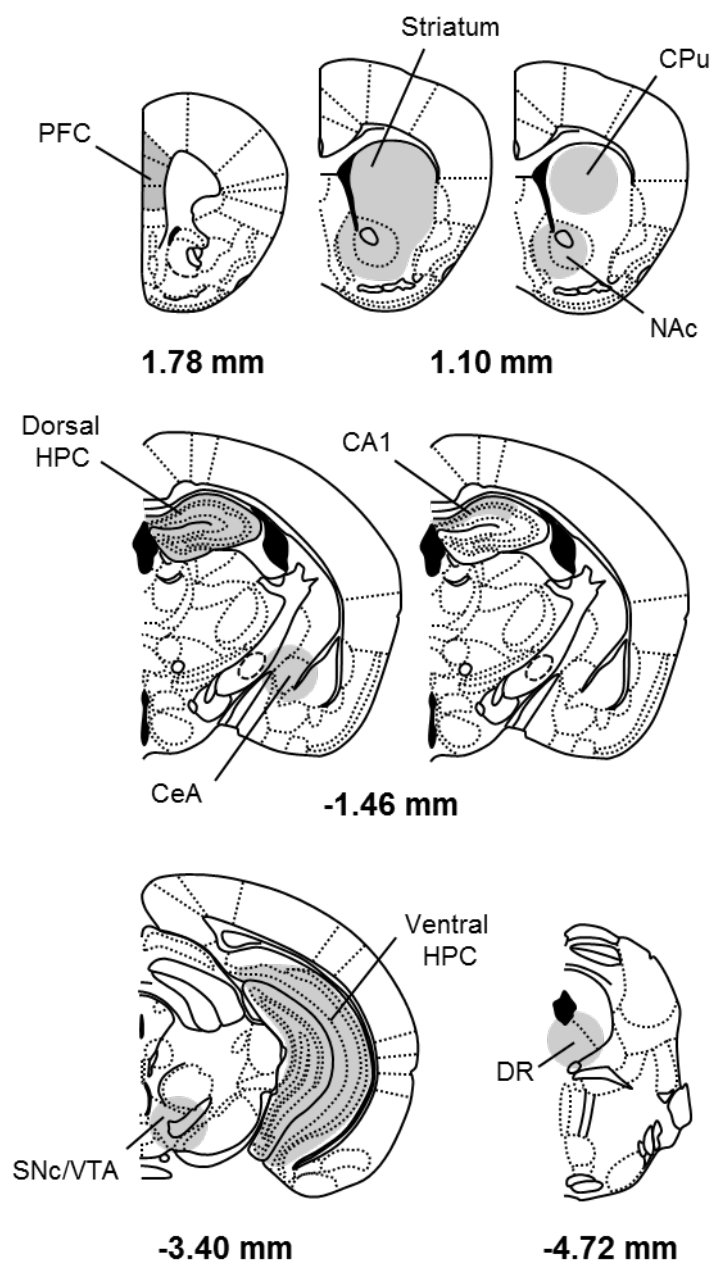 Striatum
CPu
PFC
NAc
1.78 mm
1.10 mm
Dorsal
HPC
CA1
CeA
-1.46 mm
Ventral
HPC
DR
SNc/VTA
-3.40 mm
-4.72 mm